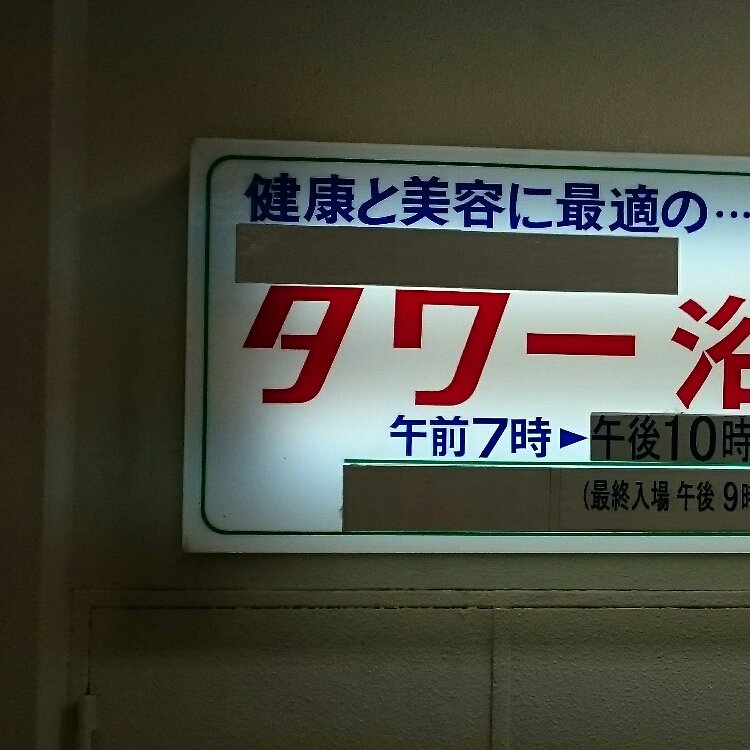 健康と美容に最適の…
タワー浴
午前7時▶午後10時
(最終入場 午後 9時